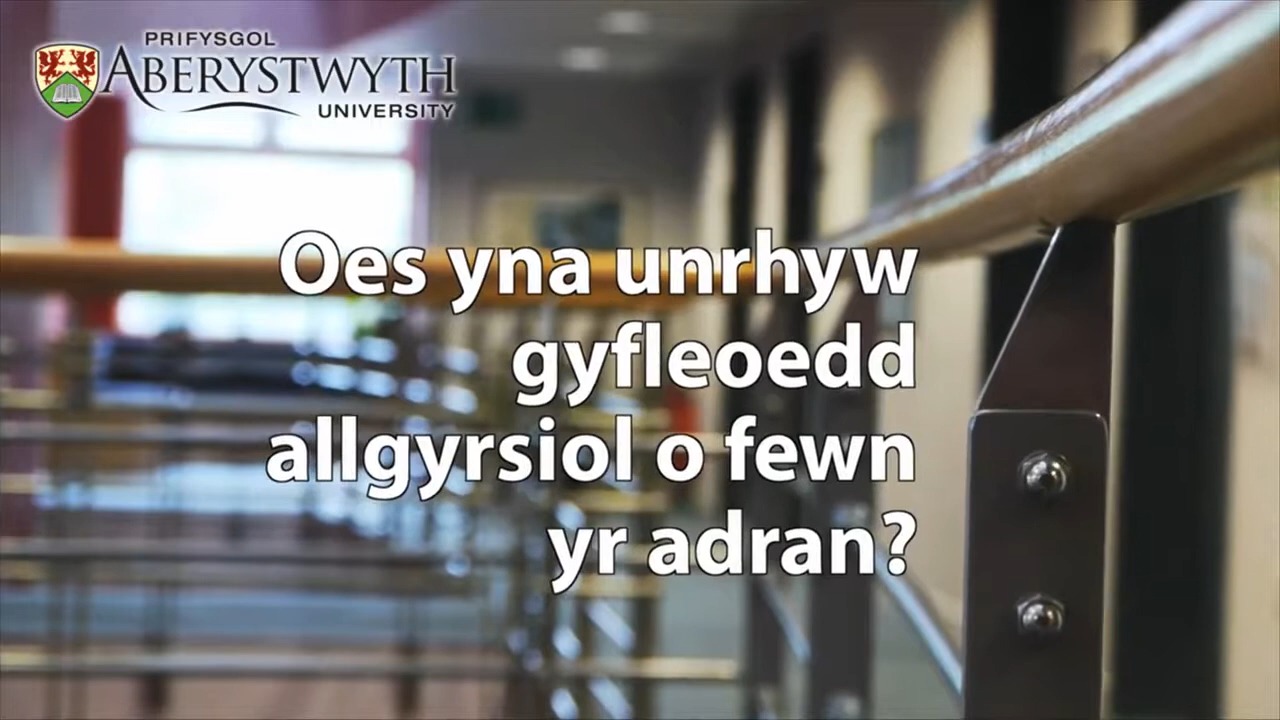 PRIFYSGOL
ABERYSTWYTH
UNIVERSITY
Oes yna unrhyw
gyfleoedd
allgyrsiol o fewn
yr adran?